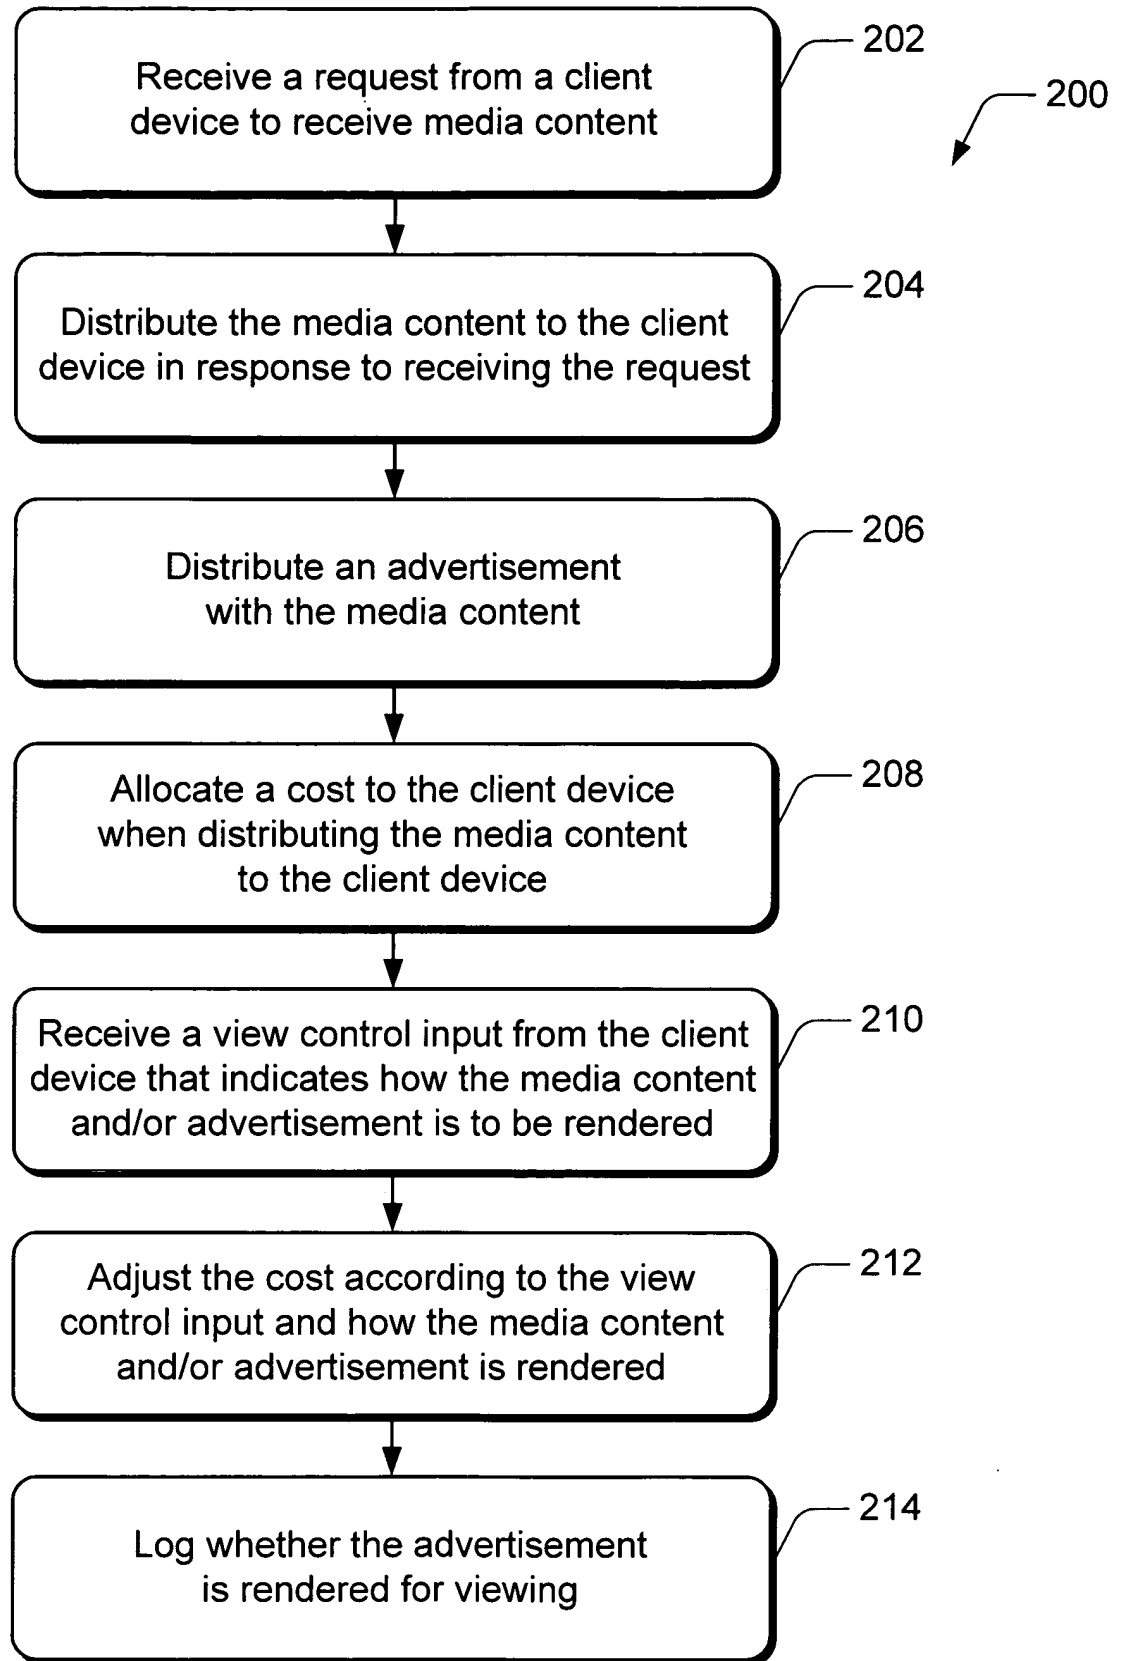 Receive a request from a client
device to receive media content
202
200
Distribute the media content to the client
device in response to receiving the request
204
Distribute an advertisement
with the media content
206
Allocate a cost to the client device
when distributing the media content
to the client device
208
Receive a view control input from the client
device that indicates how the media content
and/or advertisement is to be rendered
210
Adjust the cost according to the view
control input and how the media content
and/or advertisement is rendered
212
Log whether the advertisement
is rendered for viewing
214